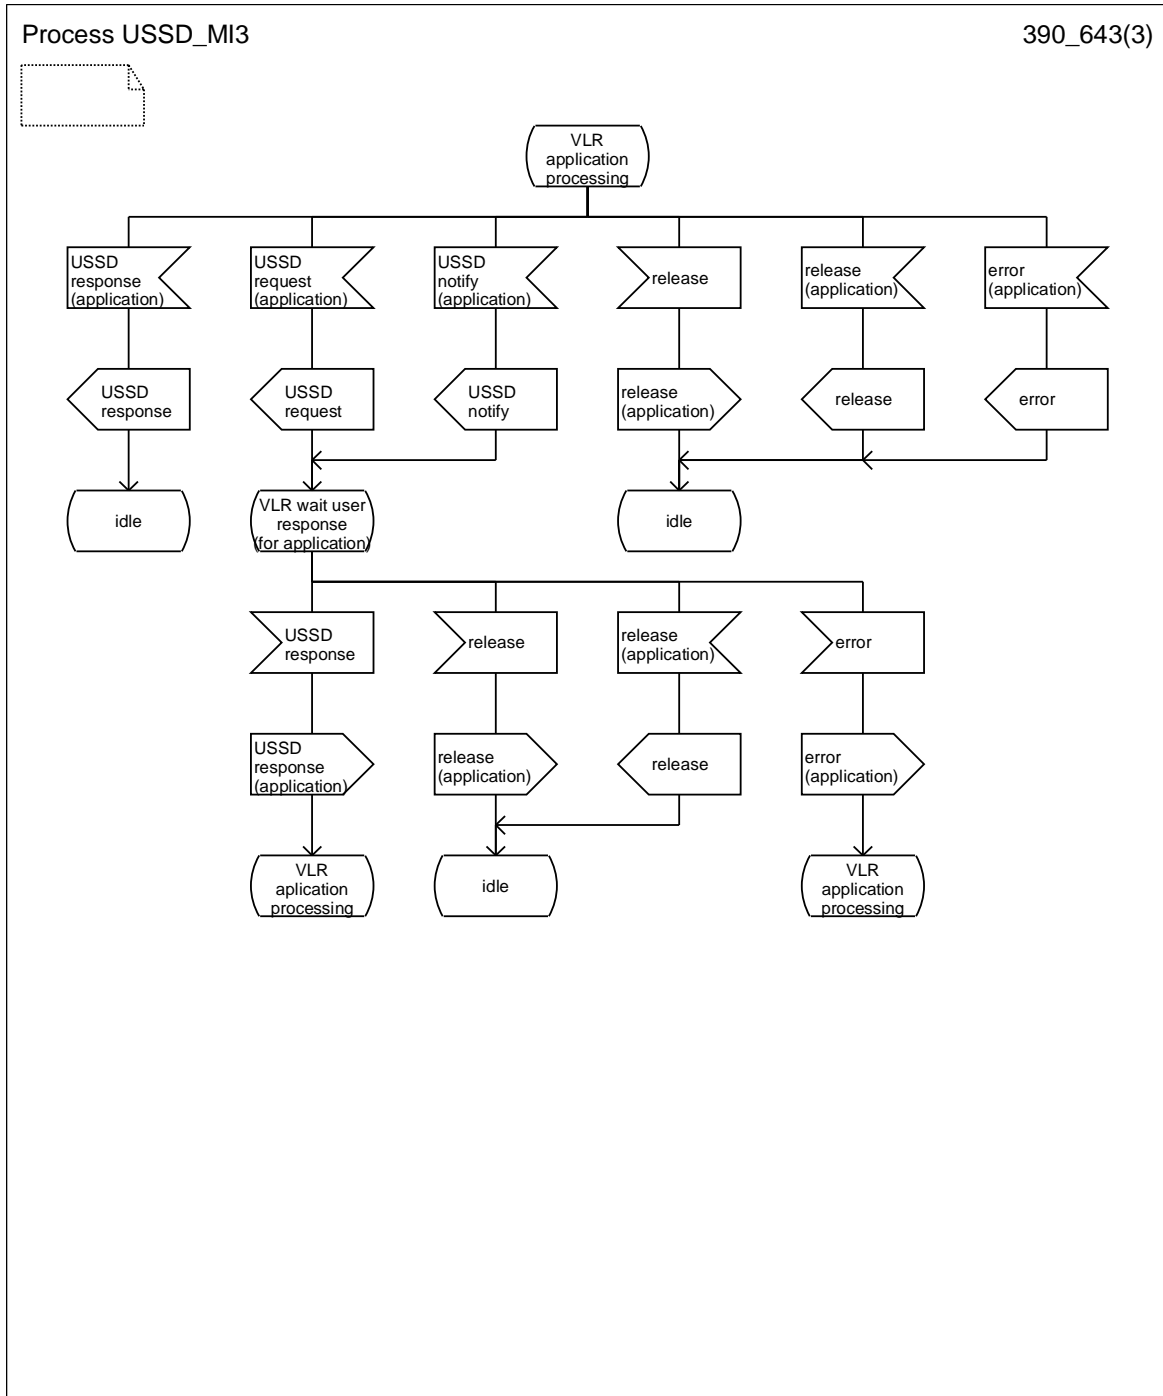 Process USSD_MI3
390_643(3)
VLR
application
processing
USSD
response
(application)
USSD
request
(application)
USSD
notify
(application)
release
release
(application)
error
(application)
USSD
response
USSD
request
USSD
notify
release
(application)
release
error
idle
VLR wait user
response
(for application)
idle
USSD
response
release
release
(application)
error
USSD
response
(application)
release
(application)
release
error
(application)
VLR
aplication
processing
idle
VLR
application
processing